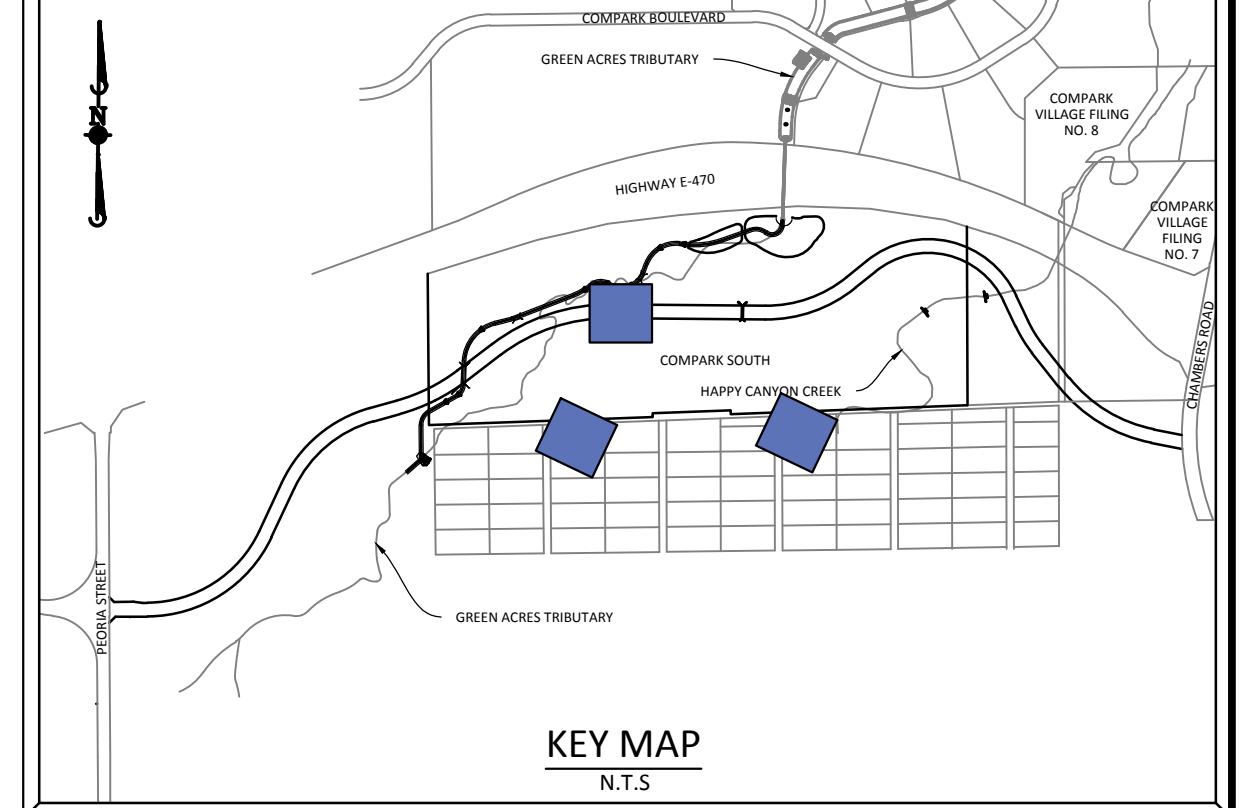 COMPARK BOULEVARD
GREEN ACRES TRIBUTARY
COMPARK
VILLAGE FILING
NO. 8
N
HIGHWAY E-470
COMPARK
VILLAGE
FILING
NO. 7
CHAMBERS ROAD
COMPARK SOUTH
HAPPY CANYON CREEK
PEORIA STREET
GREEN ACRES TRIBUTARY
KEY MAP
N.T.S